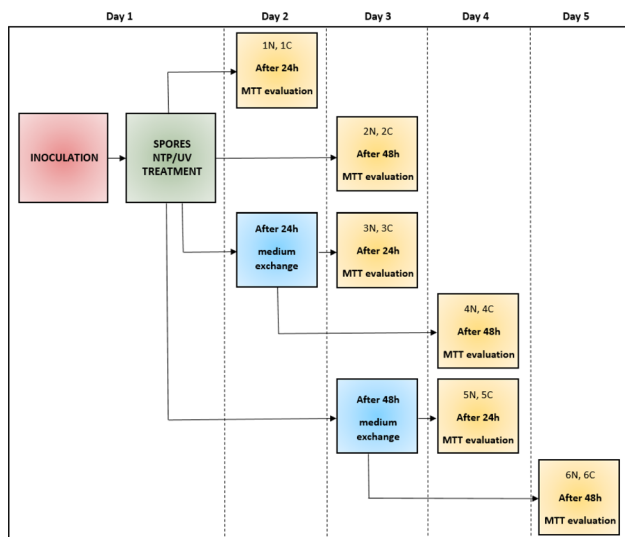 Day 1
Day 2
Day 3
Day 4
Day 5
1N, 1C
After 24h
MTT evaluation
INOCULATION
SPORES
NTP/UV
TREATMENT
2N, 2C
After 48h
MTT evaluation
After 24h
medium
exchange
3N, 3C
After 24h
MTT evaluation
4N, 4C
After 48h
MTT evaluation
After 48h
medium
exchange
5N, 5C
After 24h
MTT evaluation
6N, 6C
After 48h
MTT evaluation